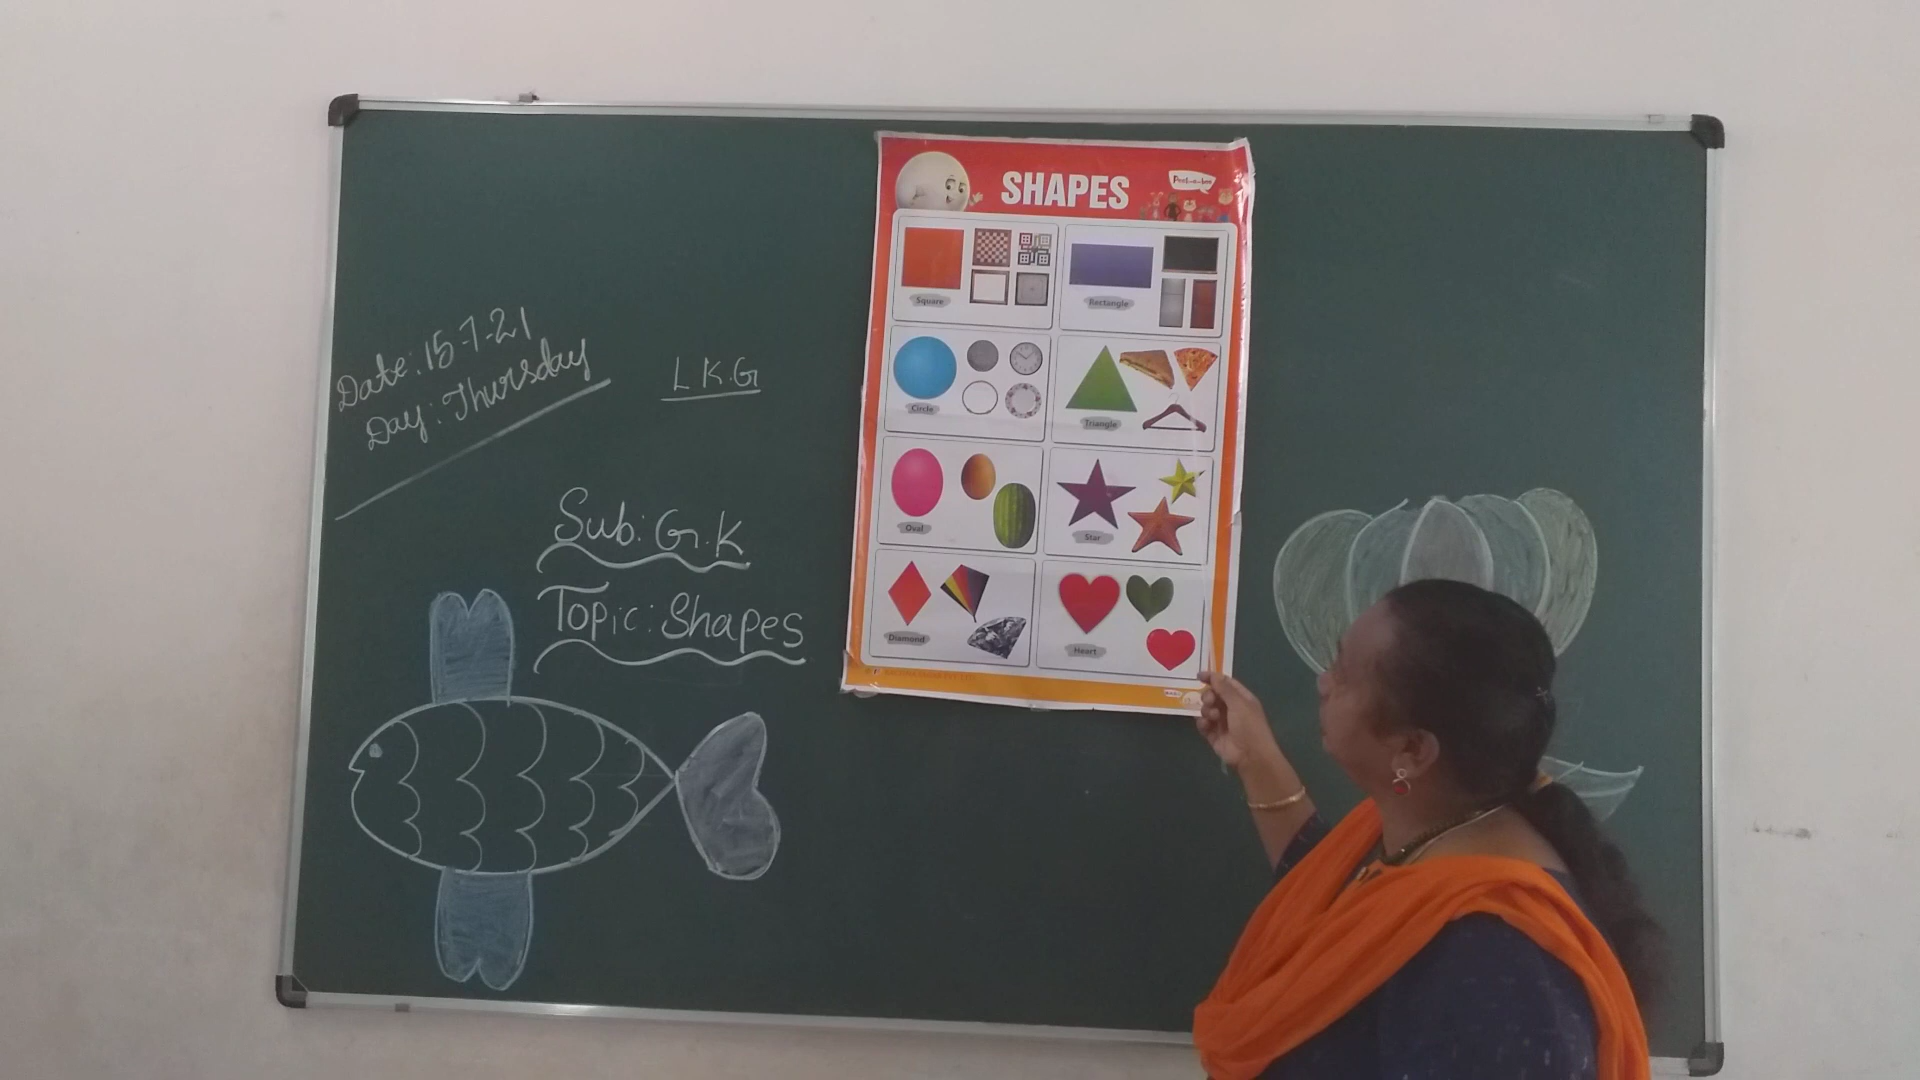 Date: 15-7-21
Day: Thursday
L.K.G
Sub: G.K
Topic: Shapes
SHAPES
Square
Rectangle
Circle
Triangle
Oval
Star
Diamond
Heart